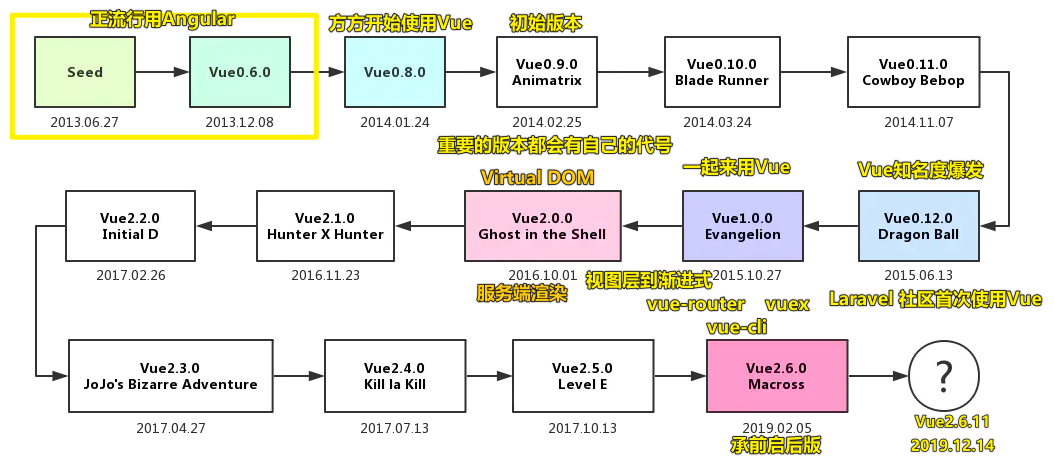 正流行用Angular
方方开始使用Vue
初始版本
Seed
Vue0.6.0
Vue0.8.0
Vue0.9.0
Animatrix
Vue0.10.0
Blade Runner
Vue0.11.0
Cowboy Bebop
2013.06.27
2013.12.08
2014.01.24
2014.02.25
2014.03.24
2014.11.07
重要的版本都会有自己的代号
Virtual DOM
一起来用Vue
Vue知名度爆发
Vue2.2.0
Initial D
Vue2.1.0
Hunter X Hunter
Vue2.0.0
Ghost in the Shell
Vue1.0.0
Evangelion
Vue0.12.0
Dragon Ball
2017.02.26
2016.11.23
2016.10.01
2015.10.27
2015.06.13
服务端渲染
视图层到渐进式
vue-router
vuex
vue-cli
Laravel 社区首次使用Vue
Vue2.3.0
JoJo's Bizarre Adventure
Vue2.4.0
Kill la Kill
Vue2.5.0
Level E
Vue2.6.0
Macross
?
2017.04.27
2017.07.13
2017.10.13
2019.02.05
Vue2.6.11
2019.12.14
承前启后版